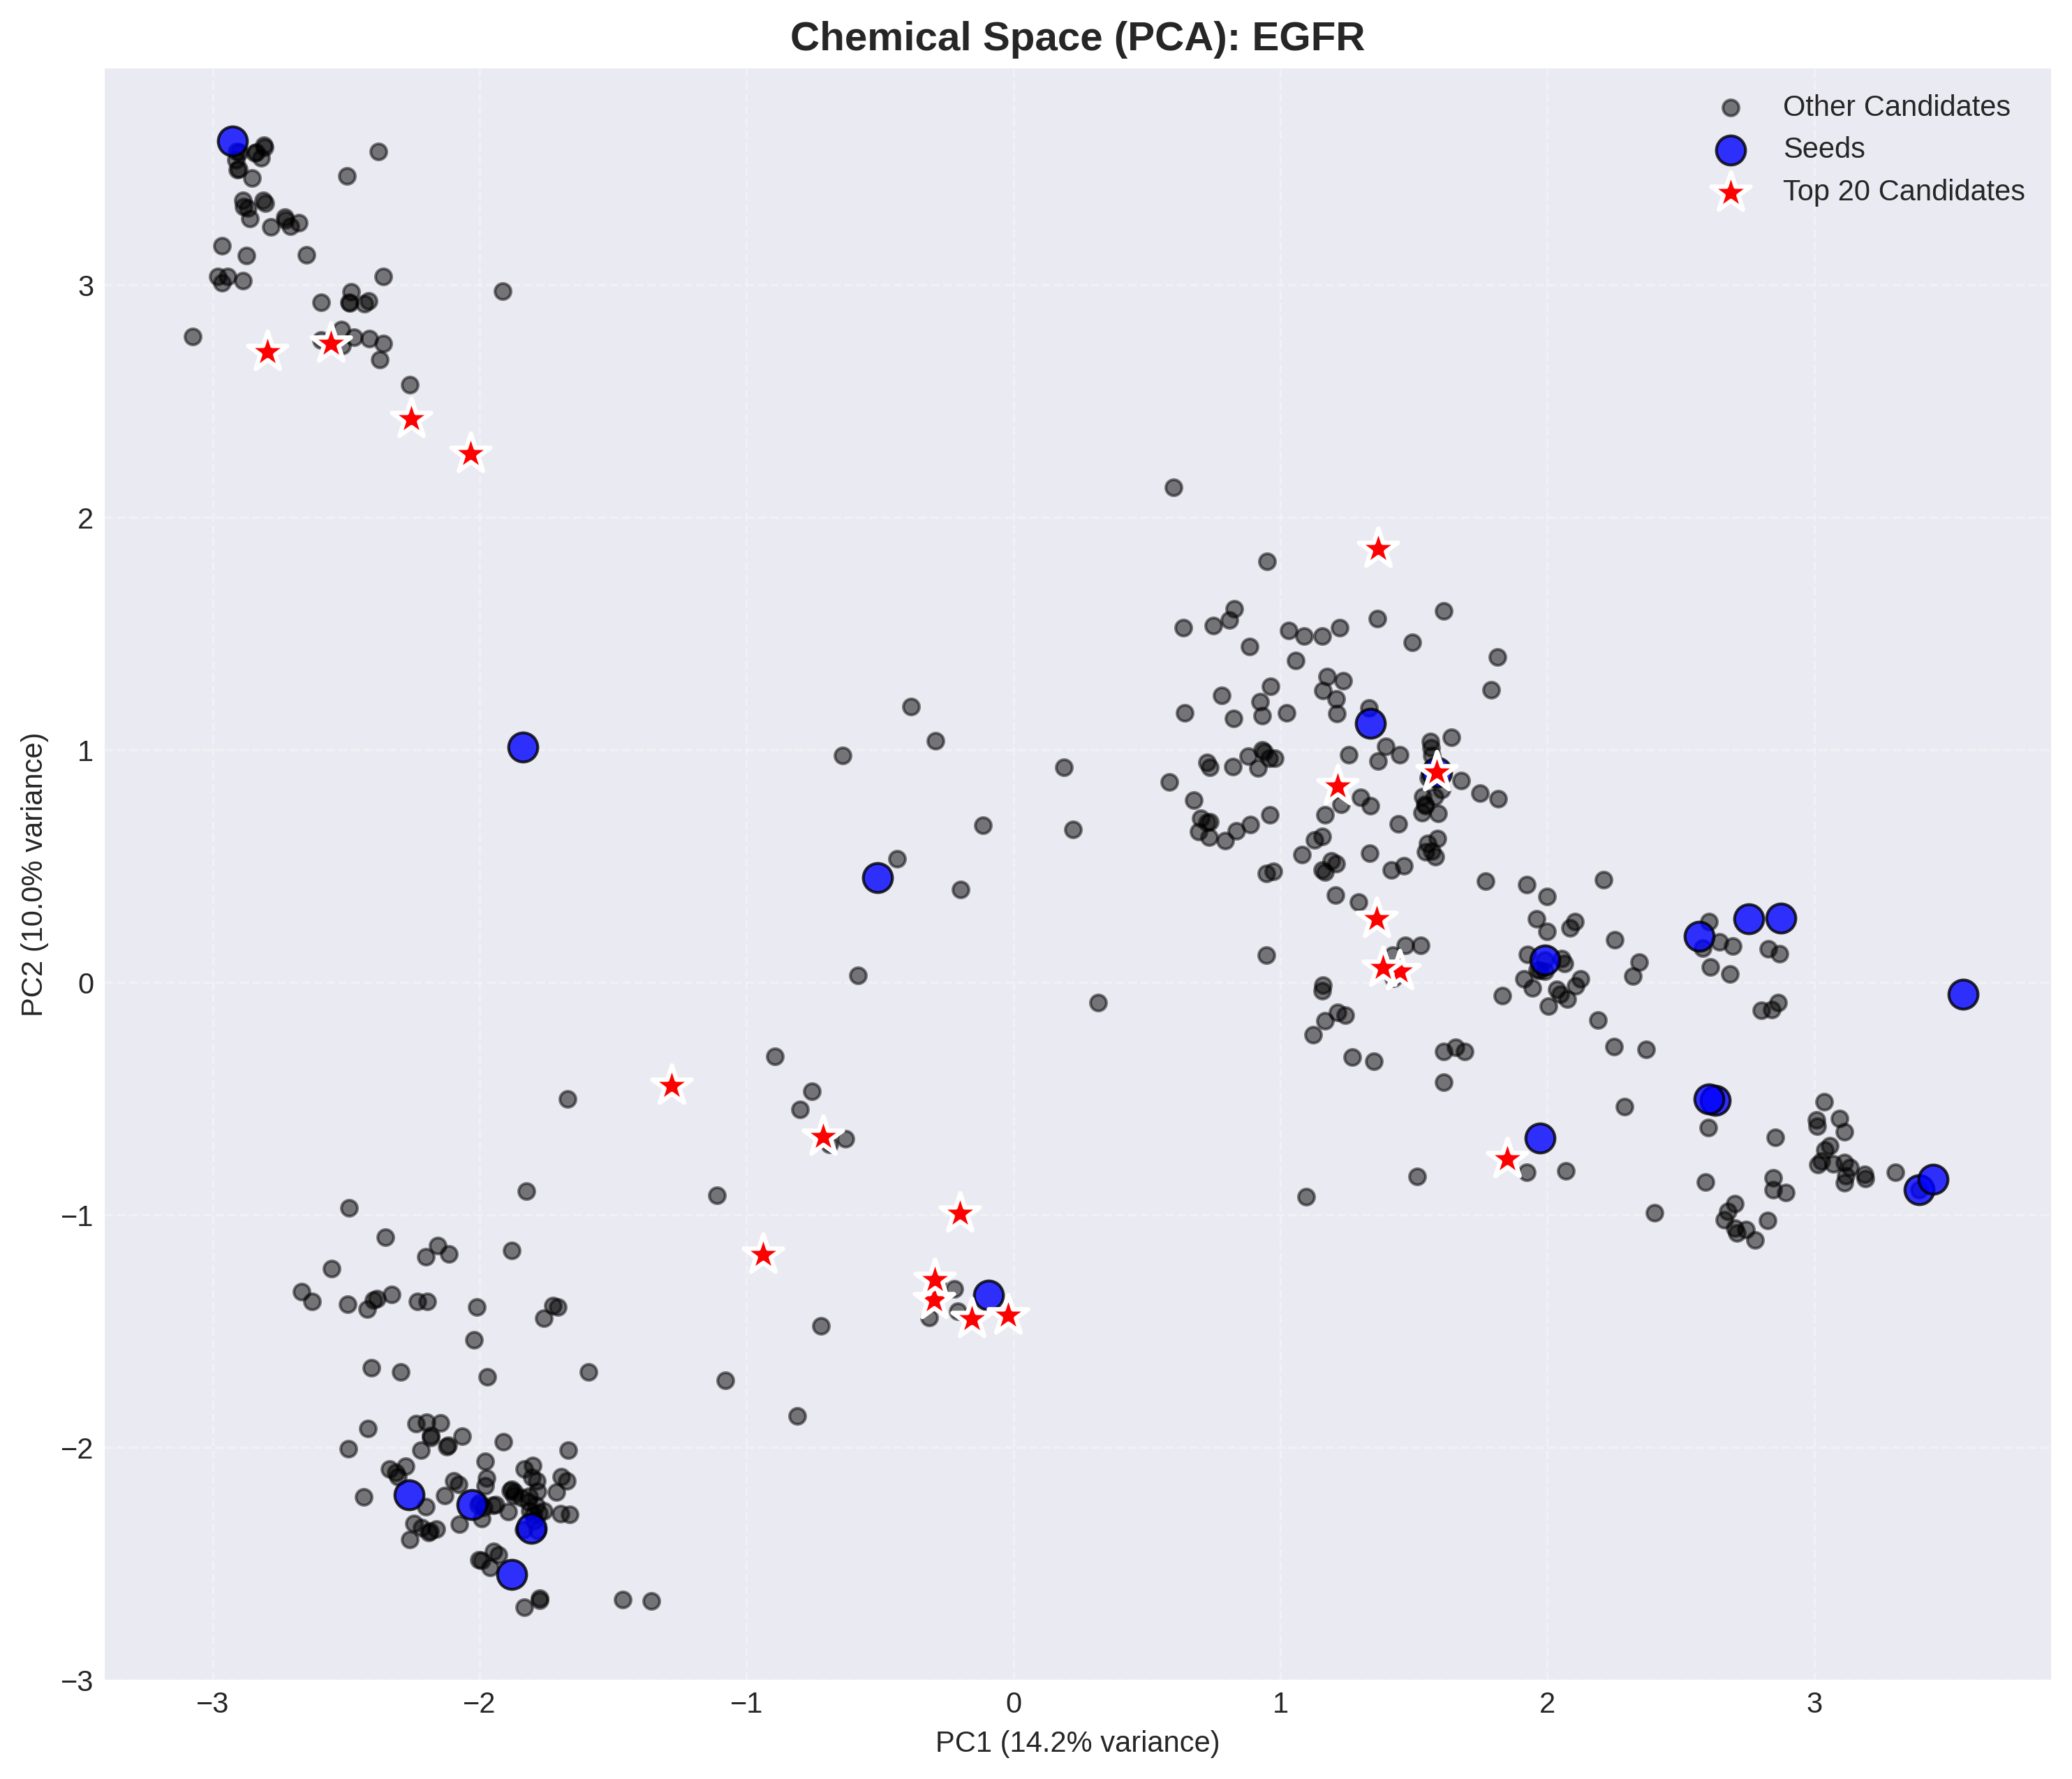 Chemical Space (PCA): EGFR
Other Candidates
Seeds
Top 20 Candidates
3
2
1
0
−1
−2
−3
PC2 (10.0% variance)
−3 −2 −1 0 1 2 3
PC1 (14.2% variance)